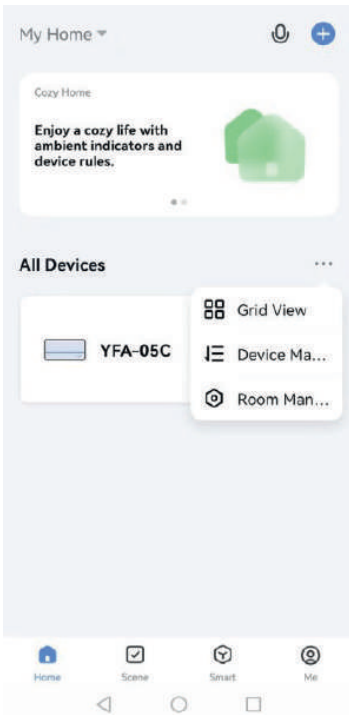 My Home
Cozy Home
Enjoy a cozy life with
ambient indicators and
device rules.
All Devices
Grid View
YFA-05C
Device Ma...
Room Man...
Home Scene Smart Me